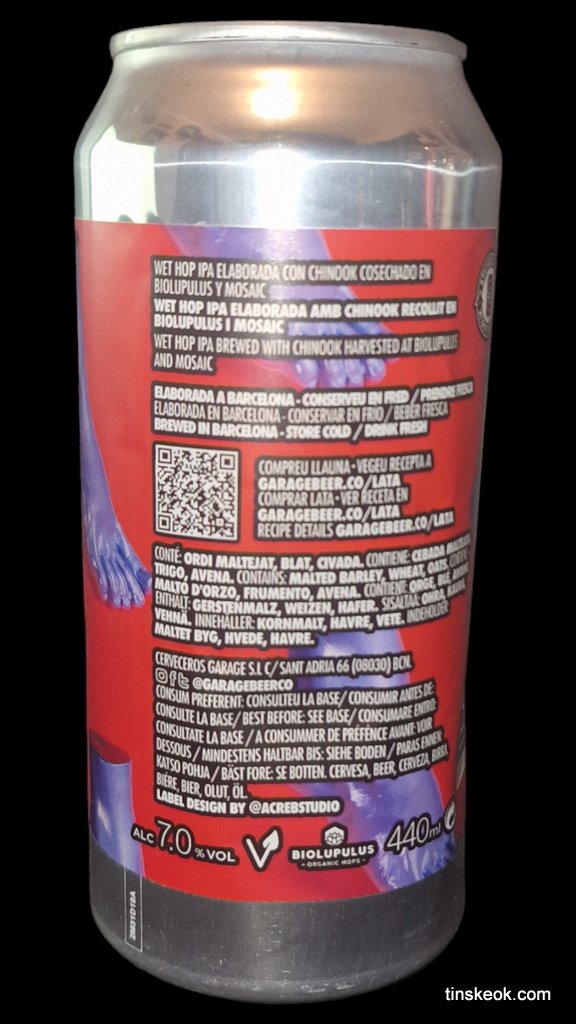 WET HOP IPA ELABORADA CON CHINOOK COSECHADO EN
BIOLUPULUS Y MOSAIC
WET HOP IPA ELABORADA AMB CHINOOK RECOLLIT EN
BIOLUPULUS I MOSAIC
WET HOP IPA BREWED WITH CHINOOK HARVESTED AT BIOLUPULUS
AND MOSAIC
ELABORADA A BARCELONA - CONSERVEU EN FRED / PRENDRE FRESCA
ELABORADA EN BARCELONA - CONSERVAR EN FRÍO / BEBER FRESCA
BREWED IN BARCELONA - STORE COLD / DRINK FRESH
COMPREU LLAUNA - VEGEU RECEPTA A
GARAGEBEER.CO/LATA
COMPRAR LATA - VER RECETA EN
GARAGEBEER.CO/LATA
RECIPE DETAILS GARAGEBEER.CO/LATA
CONTÉ: ORDI MALTEJAT, BLAT, CIVADA. CONTIENE: CEBADA
TRIGO, AVENA. CONTAINS: MALTED BARLEY, WHEAT, OATS.
MALTO D'ORZO, FRUMENTO, AVENA. CONTIENT: ORGE, BLÉ,
ENTHALT: GERSTENMALZ, WEIZEN, HAFER. SISÄLTÄÄ: OHRA,
VEHNÄ. INNEHALLER: KORNMALT, HAVRE, VETE. INDEHOLDER:
MALTET BYG, HVEDE, HAVRE.
CERVECEROS GARAGE S.L C/ SANT ADRIA 66 (08030) BCN.
@GARAGEBEERCO
CONSUM PREFERENT: CONSULTEU LA BASE/ CONSUMIR ANTES DE:
CONSULTE LA BASE/ BEST BEFORE: SEE BASE/ CONSUMARE ENTRO:
CONSULTATE LA BASE / A CONSUMMER DE PRÉFÉNCE AVANT: VOIR
DESSOUS / MINDESTENS HALTBAR BIS: SIEHE BODEN / PARAS ENNEN:
KATSO POHJA / BÄST FORE: SE BOTTEN. CERVESA, BEER, CERVEZA, BIRRA,
BIÈRE, BIER, OLUT, ÖL.
LABEL DESIGN BY @ACREBSTUDIO
ALC 7.0 % VOL
V
BIOLUPULUS
- ORGANIC HOPS -
440ml
tinskeok.com